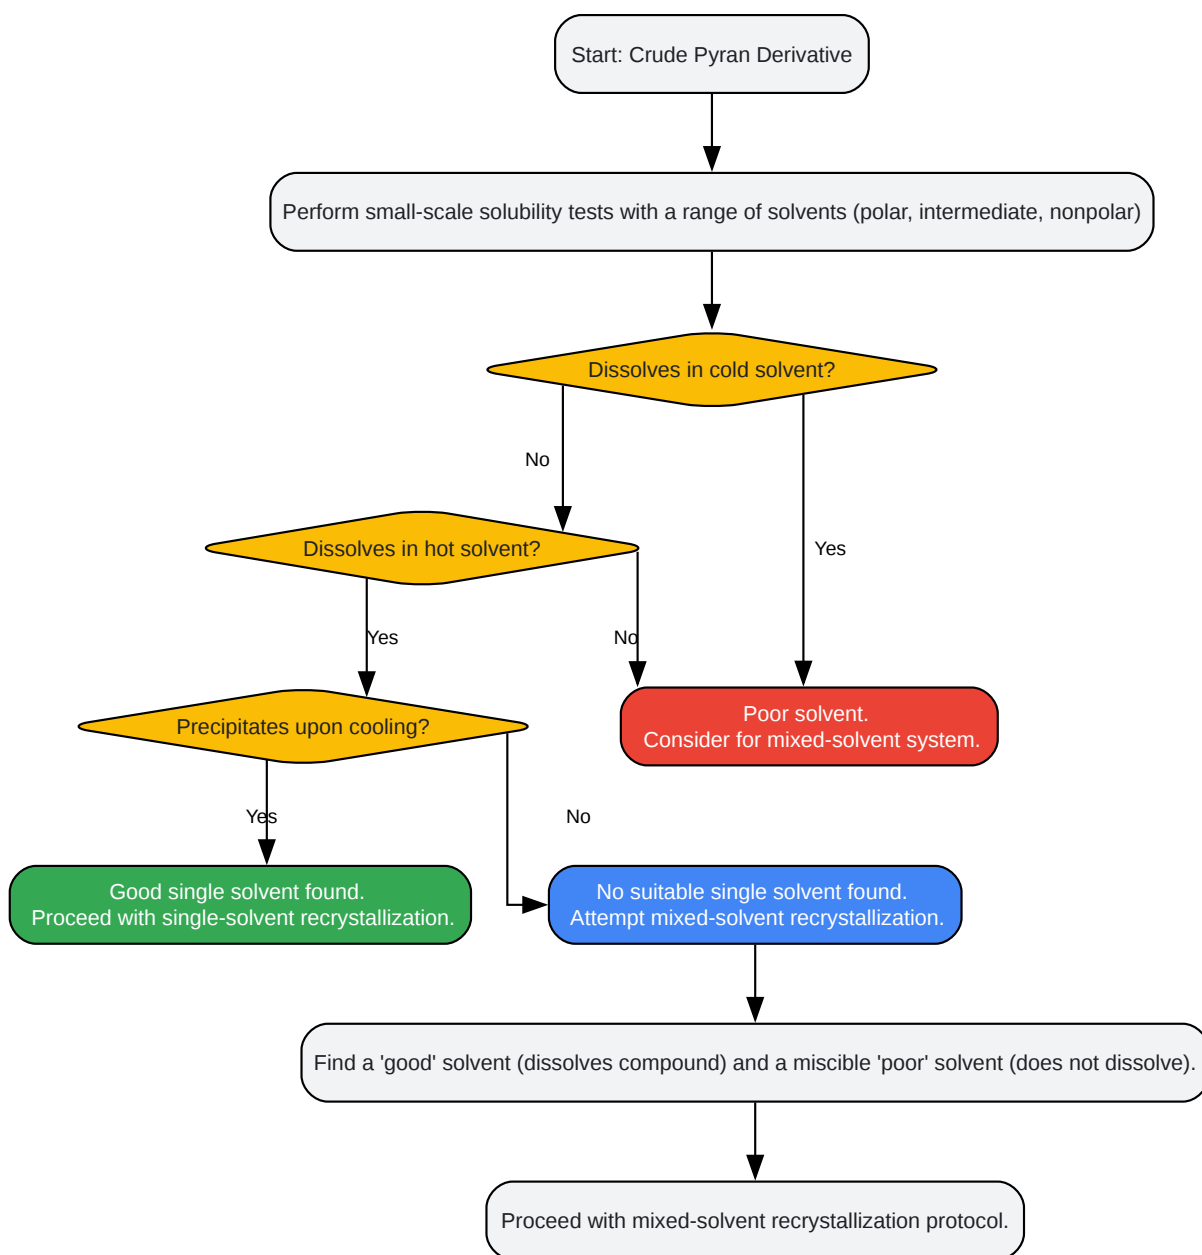 Start: Crude Pyran Derivative
Perform small-scale solubility tests with a range of solvents (polar, intermediate, nonpolar)
Dissolves in cold solvent?
No
Dissolves in hot solvent?
Yes
Yes
No
Poor solvent.
Consider for mixed-solvent system.
Precipitates upon cooling?
Yes
No
Good single solvent found.
Proceed with single-solvent recrystallization.
No suitable single solvent found.
Attempt mixed-solvent recrystallization.
Find a 'good' solvent (dissolves compound) and a miscible 'poor' solvent (does not dissolve).
Proceed with mixed-solvent recrystallization protocol.